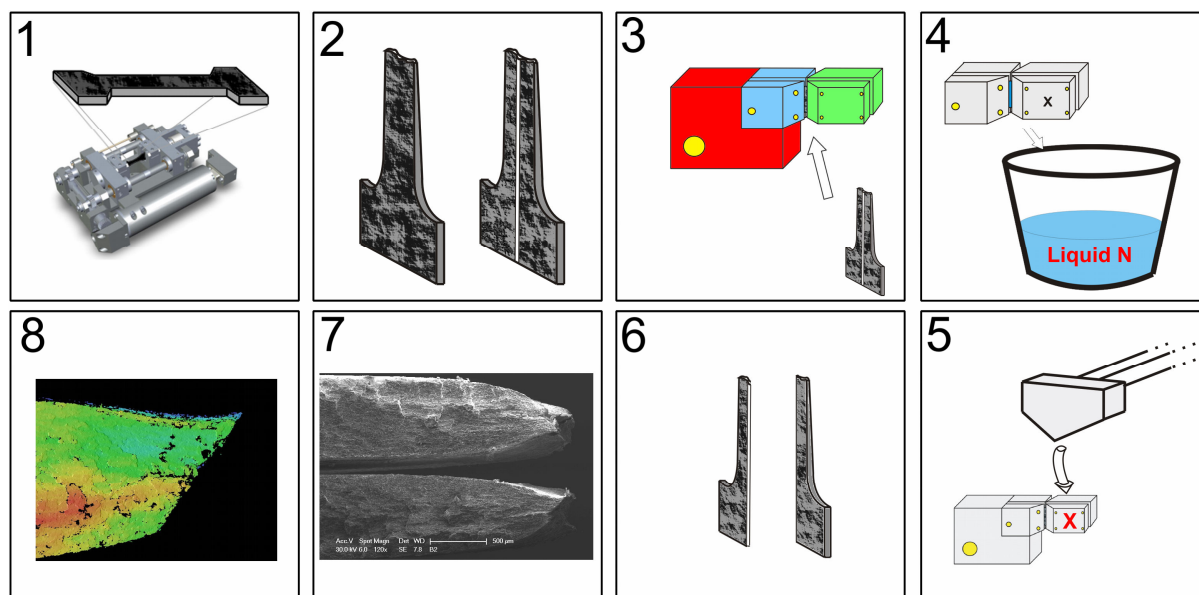 1
2
3
4
X
Liquid N
8
7
Acc.V Spot Magn Det WD
30.0 kV 6.0 120x SE 7.8 B2
500 µm
6
5
X